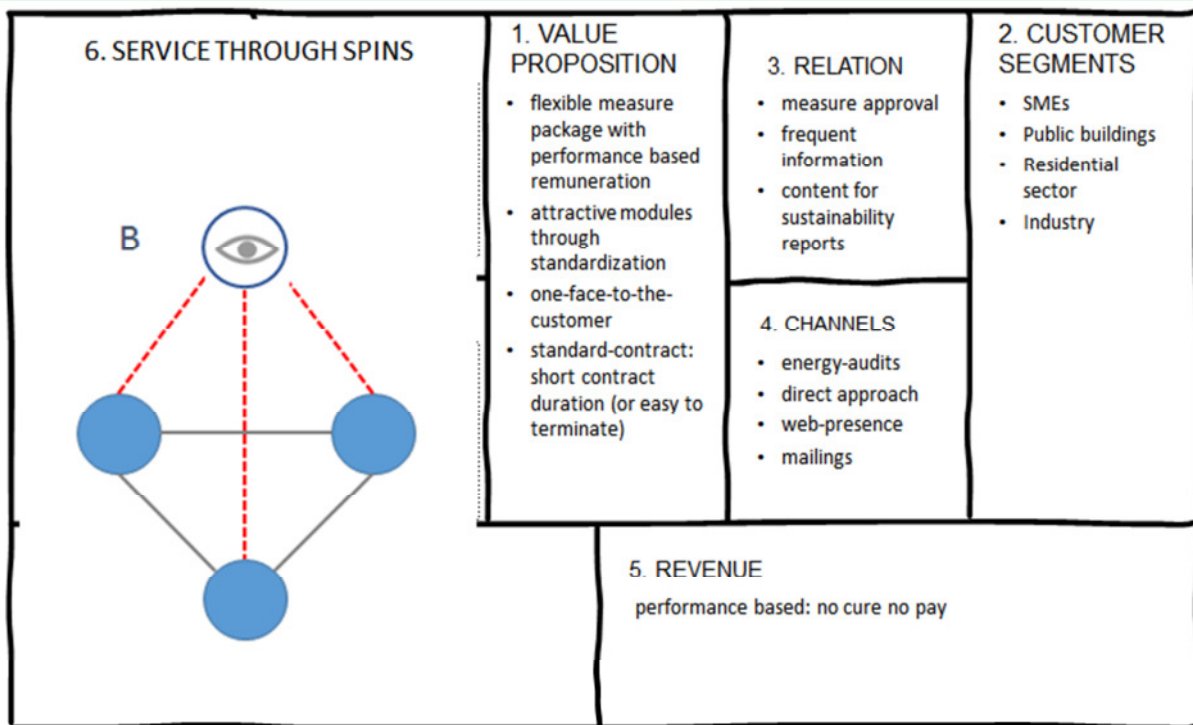 6. SERVICE THROUGH SPINS
B
1. VALUE
PROPOSITION
• flexible measure
package with
performance based
remuneration
• attractive modules
through
standardization
• one-face-to-the-
customer
• standard-contract:
short contract
duration (or easy to
terminate)
3. RELATION
• measure approval
• frequent
information
• content for
sustainability
reports
4. CHANNELS
• energy-audits
• direct approach
• web-presence
• mailings
2. CUSTOMER
SEGMENTS
• SMEs
• Public buildings
• Residential
sector
• Industry
5. REVENUE
performance based: no cure no pay